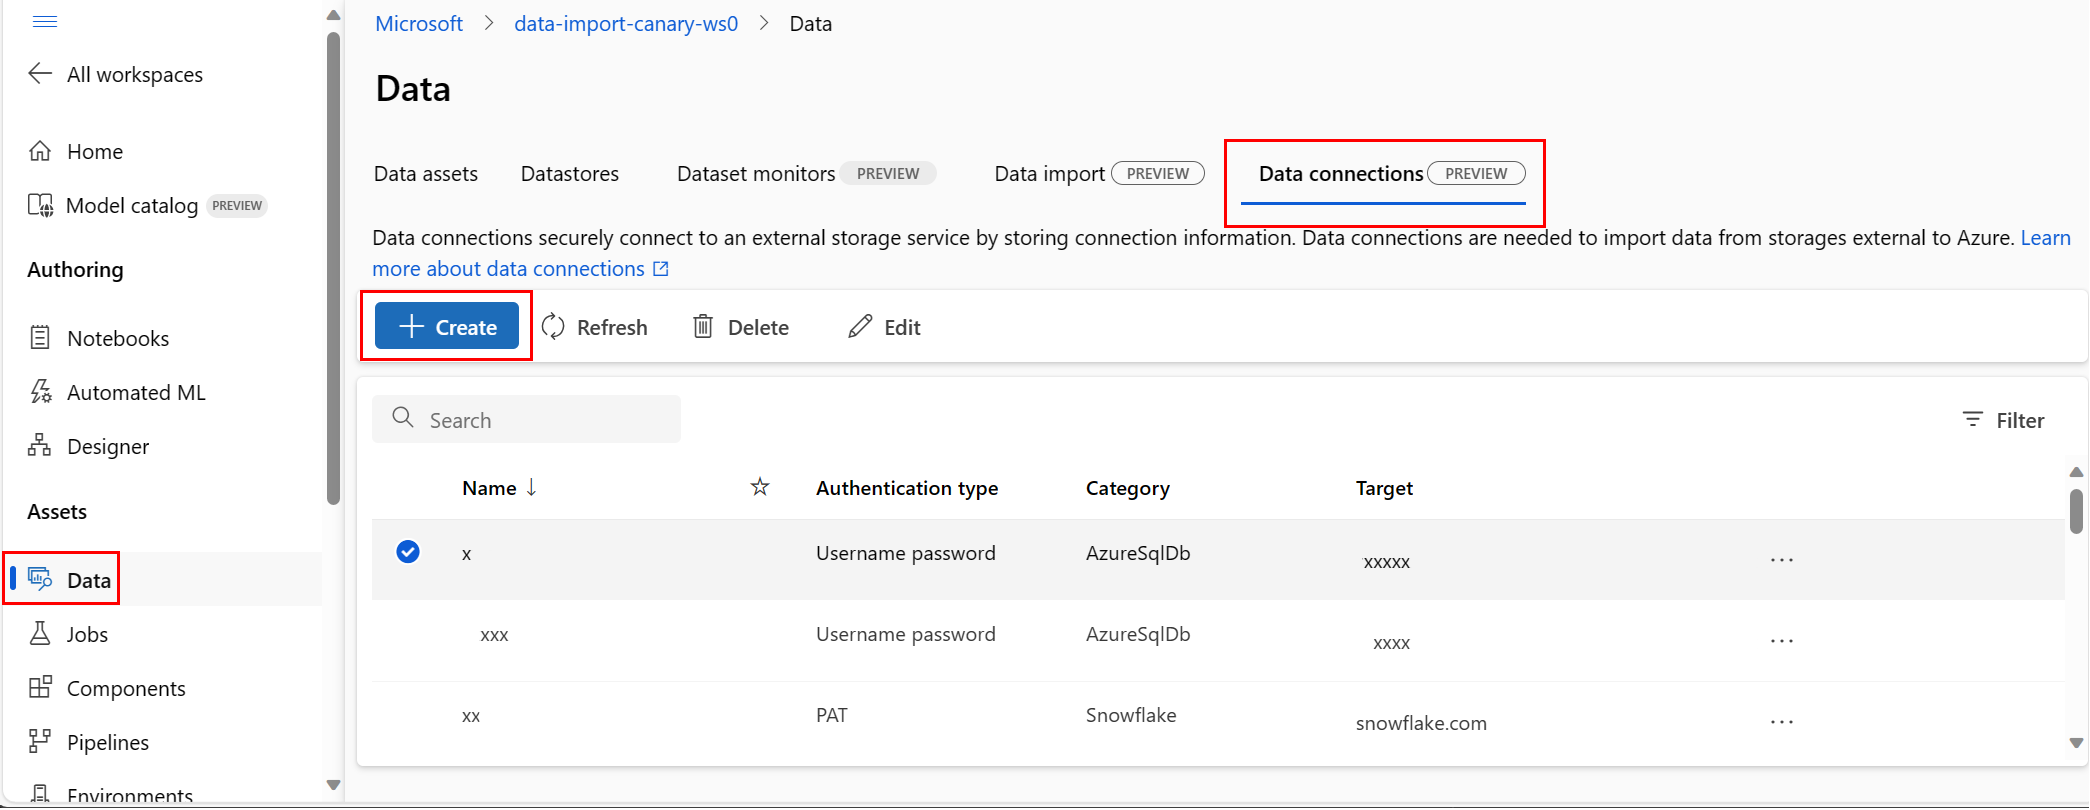 Microsoft > data-import-canary-ws0 > Data
All workspaces
Data
Home
Model catalog PREVIEW
Authoring
Notebooks
Automated ML
Designer
Assets
Data
Jobs
Components
Pipelines
Environments
Data assets Datastores Dataset monitors PREVIEW Data import PREVIEW Data connections PREVIEW
Data connections securely connect to an external storage service by storing connection information. Data connections are needed to import data from storages external to Azure. Learn
more about data connections
Create Refresh Delete Edit
Search Filter
Name ↓ Authentication type Category Target
x Username password AzureSqlDb xxxxx ...
xxx Username password AzureSqlDb xxxx ...
xx PAT Snowflake snowflake.com ...